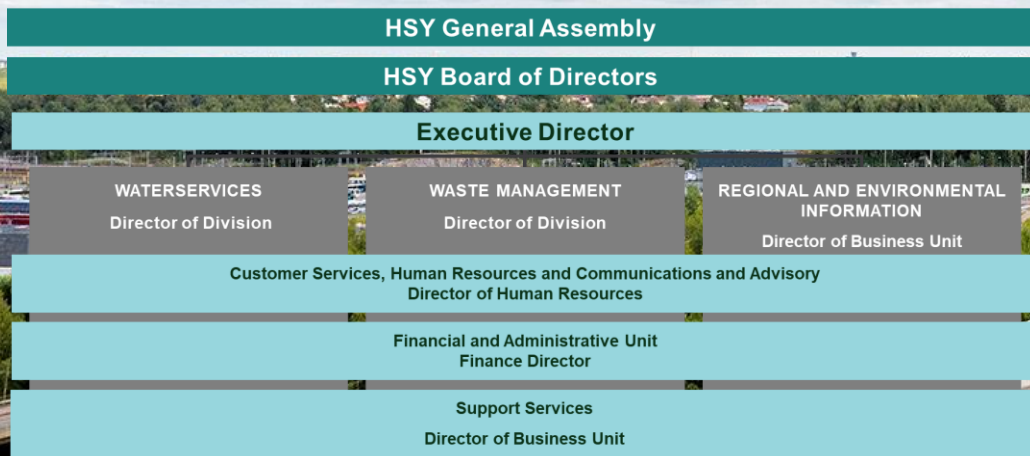 HSY General Assembly
HSY Board of Directors
Executive Director
WATERSERVICES
Director of Division
WASTE MANAGEMENT
Director of Division
REGIONAL AND ENVIRONMENTAL
INFORMATION
Director of Business Unit
Customer Services, Human Resources and Communications and Advisory
Director of Human Resources
Financial and Administrative Unit
Finance Director
Support Services
Director of Business Unit